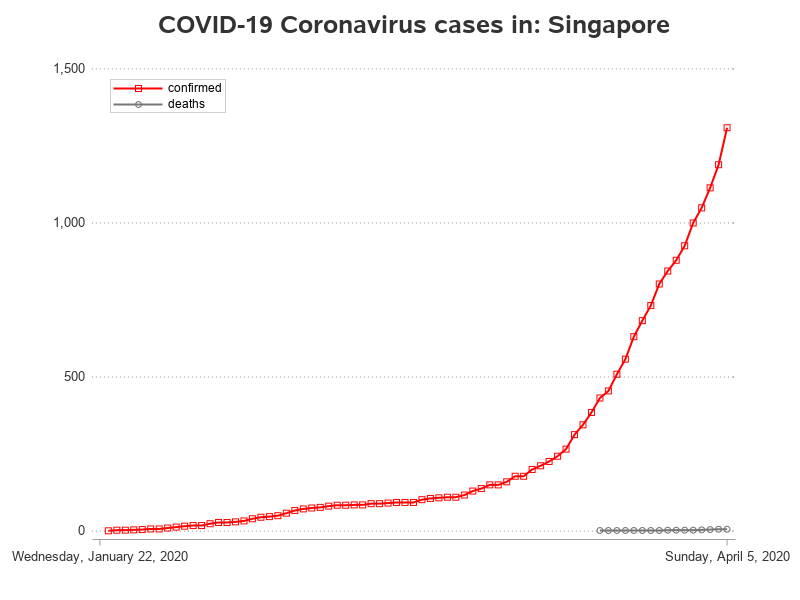 COVID-19 Coronavirus cases in: Singapore
1,500
confirmed
deaths
1,000
500
0
Wednesday, January 22, 2020
Sunday, April 5, 2020